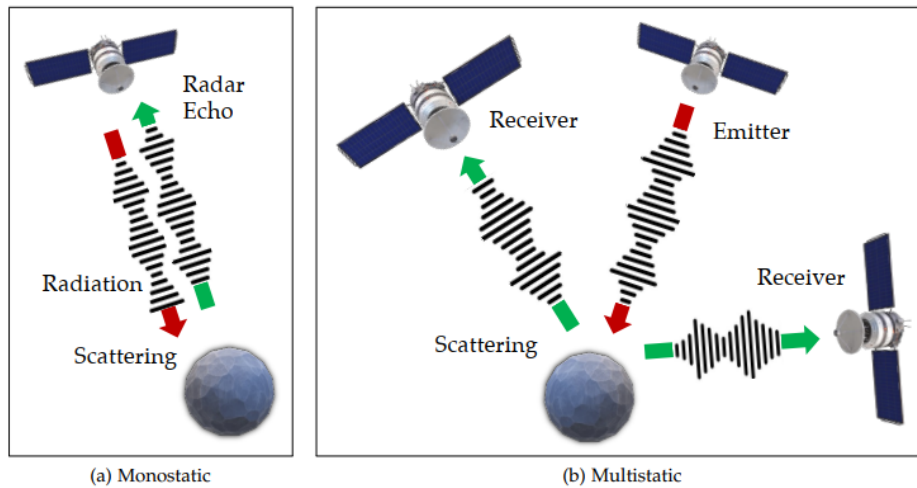 Radar
Echo
Radiation
Scattering
(a) Monostatic
Receiver
Emitter
Receiver
Scattering
(b) Multistatic